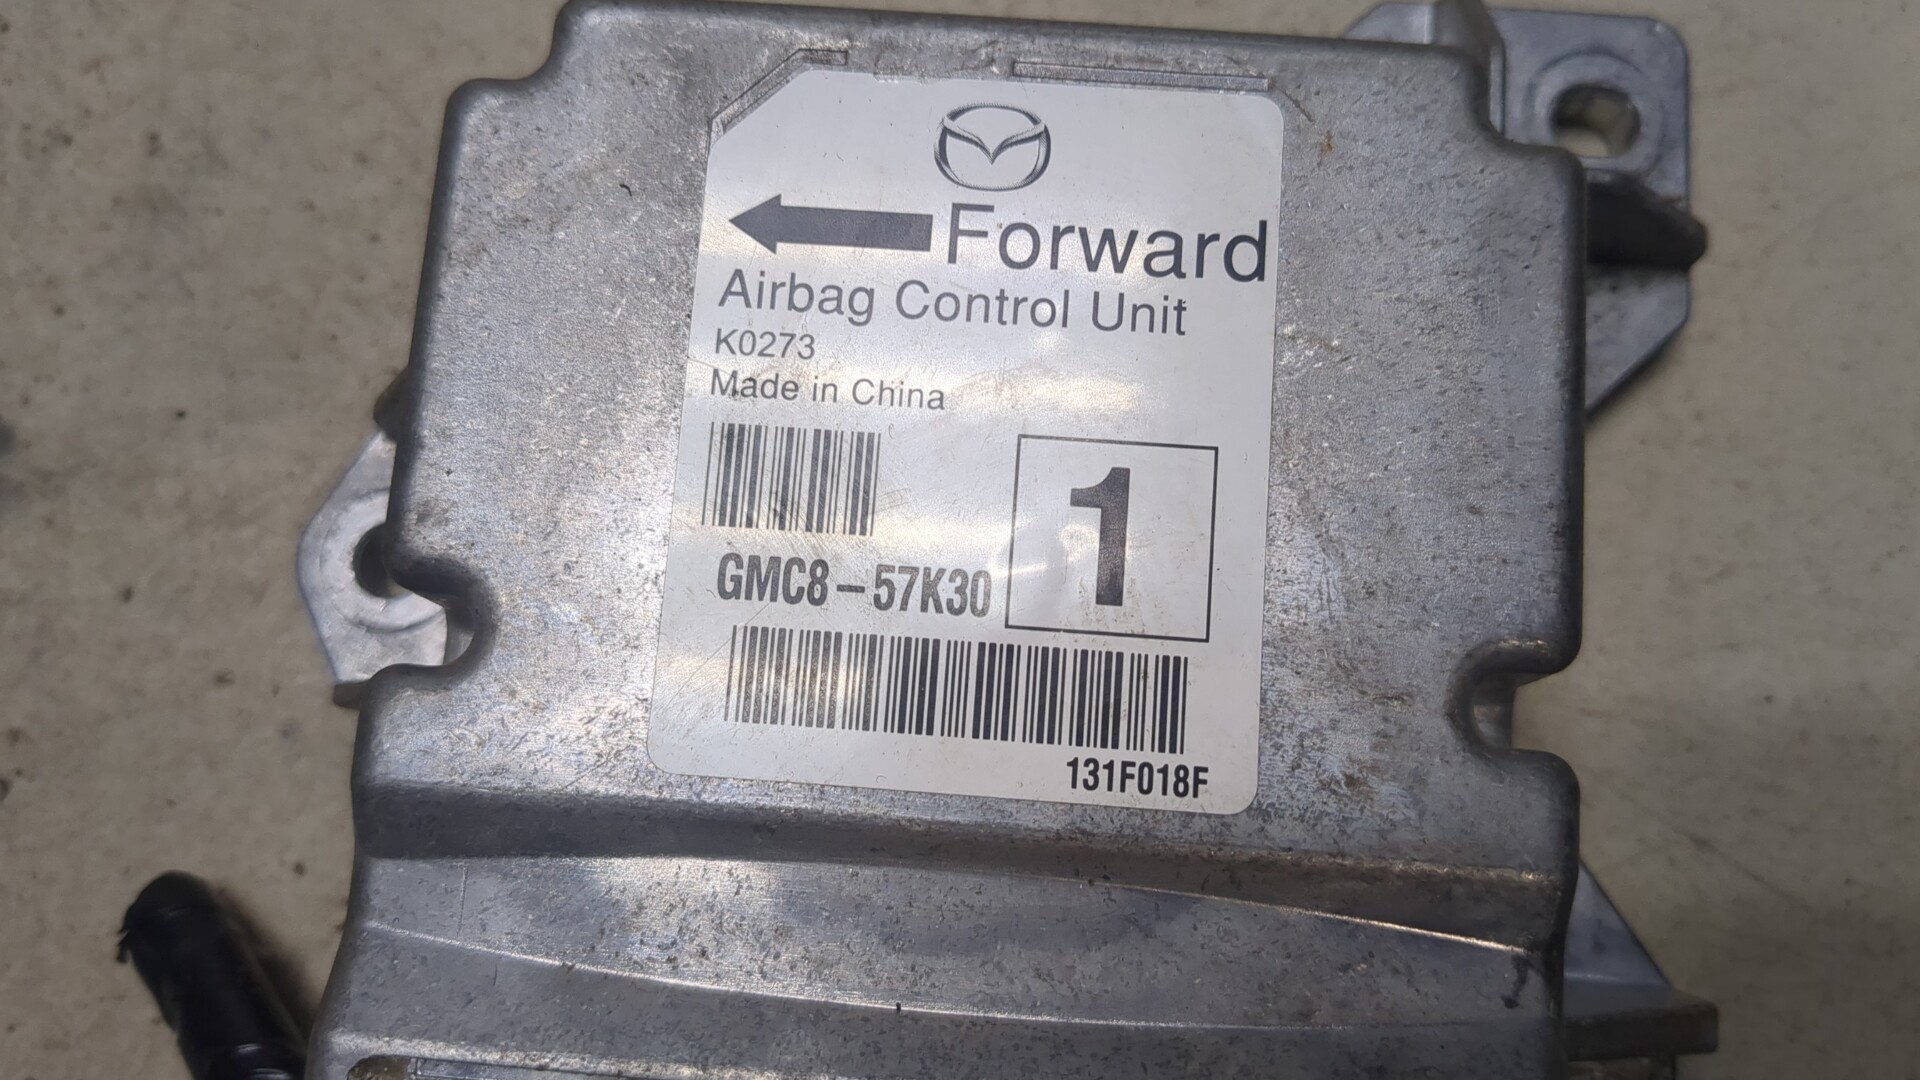 Forward
Airbag Control Unit
K0273
Made in China
1
GMC8-57K30
131F018F